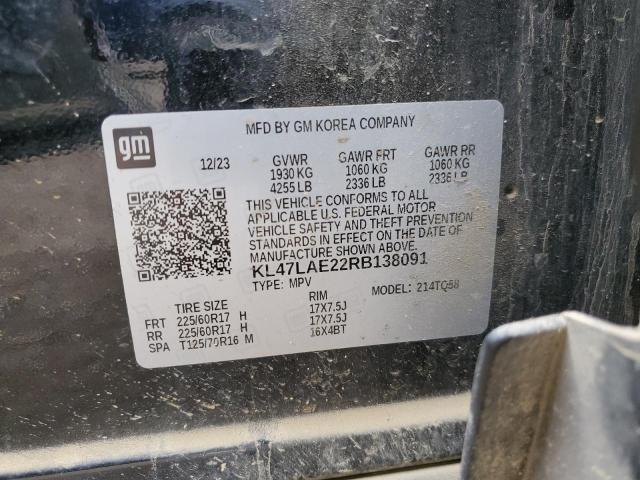 MFD BY GM KOREA COMPANY
gm
12/23 GVWR GAWR FRT GAWR RR
1930 KG 1060 KG 1060 KG
4255 LB 2336 LB 2336 LB
THIS VEHICLE CONFORMS TO ALL
APPLICABLE U.S. FEDERAL MOTOR
VEHICLE SAFETY AND THEFT PREVENTION
STANDARDS IN EFFECT ON THE DATE OF
MANUFACTURE SHOWN ABOVE.
KL47LAE22RB138091
TYPE: MPV MODEL: 214TQ58
TIRE SIZE RIM
FRT 225/60R17 H 17X7.5J
RR 225/60R17 H 17X7.5J
SPA T125/70R16 M 16X4BT